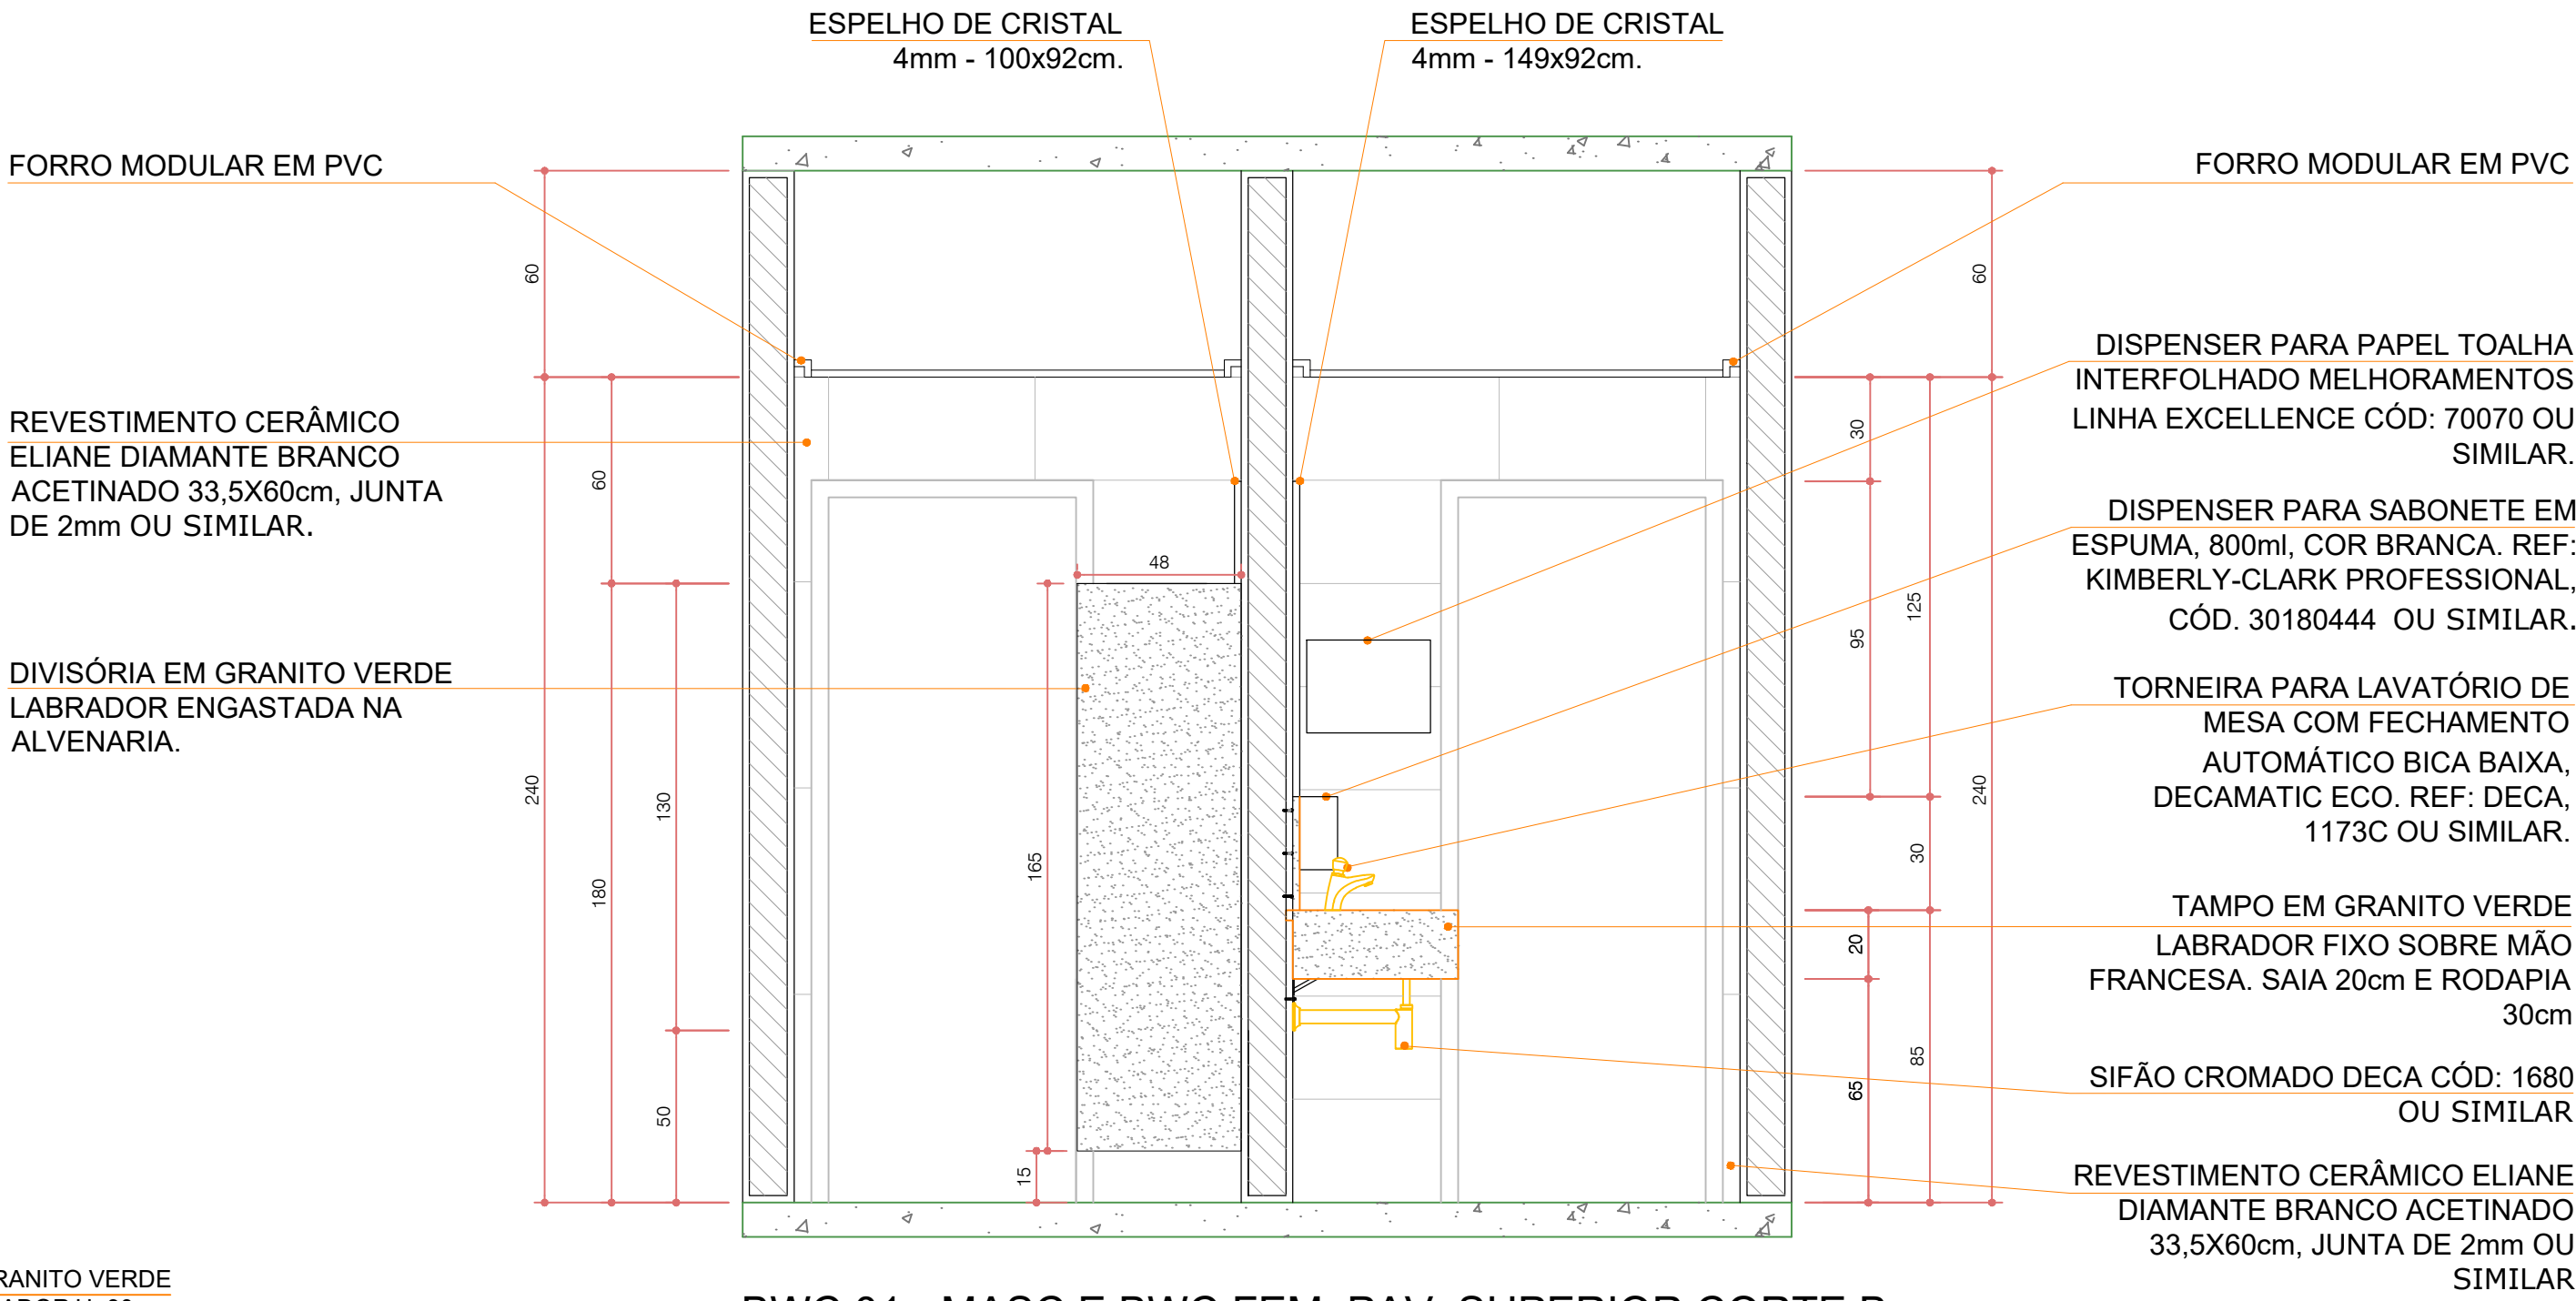 ESPELHO DE CRISTAL
4mm - 100x92cm.
ESPELHO DE CRISTAL
4mm - 149x92cm.
FORRO MODULAR EM PVC
REVESTIMENTO CERÂMICO
ELIANE DIAMANTE BRANCO
ACETINADO 33,5X60cm, JUNTA
DE 2mm OU SIMILAR.
DIVISÓRIA EM GRANITO VERDE
LABRADOR ENGASTADA NA
ALVENARIA.
60
240
60
180
130
50
48
165
15
FORRO MODULAR EM PVC
DISPENSER PARA PAPEL TOALHA
INTERFOLHADO MELHORAMENTOS
LINHA EXCELLENCE CÓD: 70070 OU
SIMILAR.
DISPENSER PARA SABONETE EM
ESPUMA, 800ml, COR BRANCA. REF:
KIMBERLY-CLARK PROFESSIONAL,
CÓD. 30180444 OU SIMILAR.
TORNEIRA PARA LAVATÓRIO DE
MESA COM FECHAMENTO
AUTOMÁTICO BICA BAIXA,
DECAMATIC ECO. REF: DECA,
1173C OU SIMILAR.
TAMPO EM GRANITO VERDE
LABRADOR FIXO SOBRE MÃO
FRANCESA. SAIA 20cm E RODAPIA
30cm
SIFÃO CROMADO DECA CÓD: 1680
OU SIMILAR
REVESTIMENTO CERÂMICO ELIANE
DIAMANTE BRANCO ACETINADO
33,5X60cm, JUNTA DE 2mm OU
SIMILAR
30
95
20
65
125
30
85
60
240
RANITO VERDE